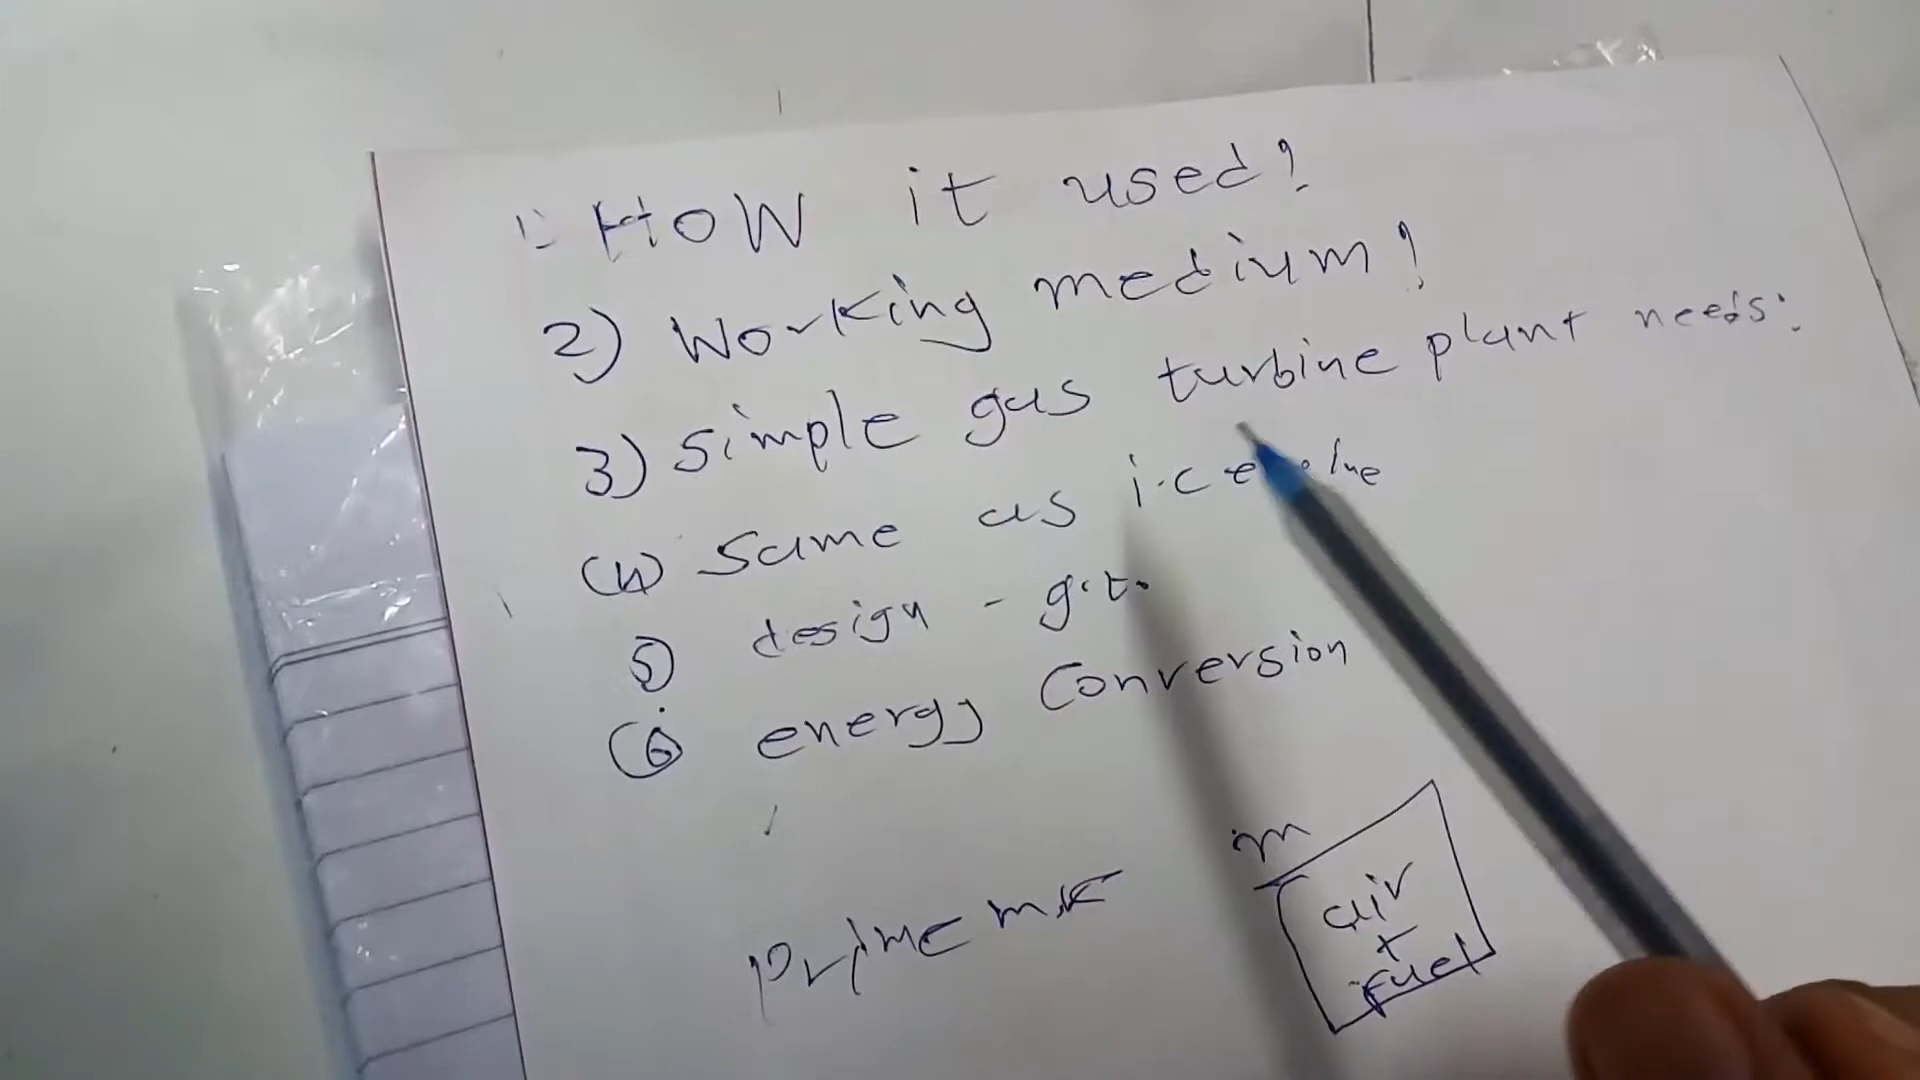 1) HOW it used?
2) Working medium?
3) Simple gas turbine plant needs:
(4) Same as i.c
5) design - g.t.
(6) energy conversion
prime
m
air
+
fuel